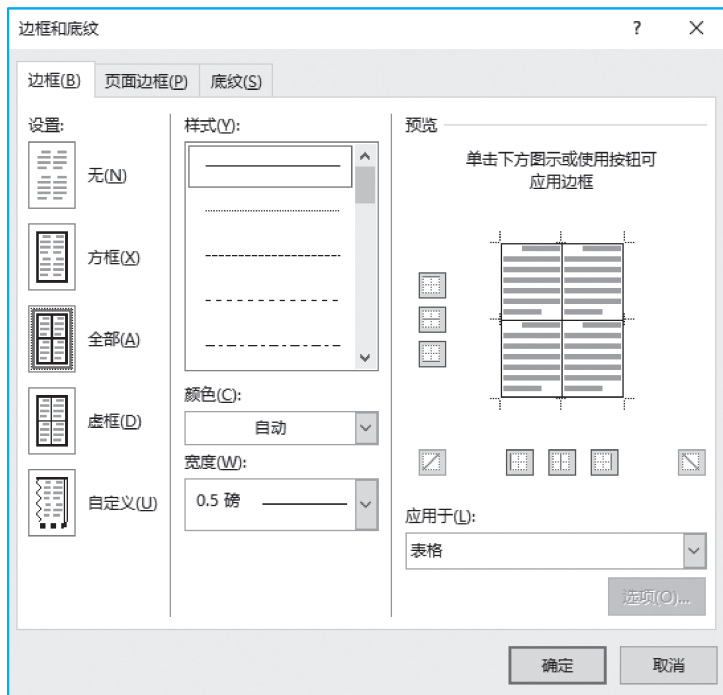 边框和底纹
?
边框(B) 页面边框(P) 底纹(S)
设置:
无(N)
方框(X)
全部(A)
虚框(D)
自定义(U)
样式(Y):
颜色(C):
自动
宽度(W):
0.5 磅
预览
单击下方图示或使用按钮可
应用边框
应用于(L):
表格
选项(O)...
确定
取消